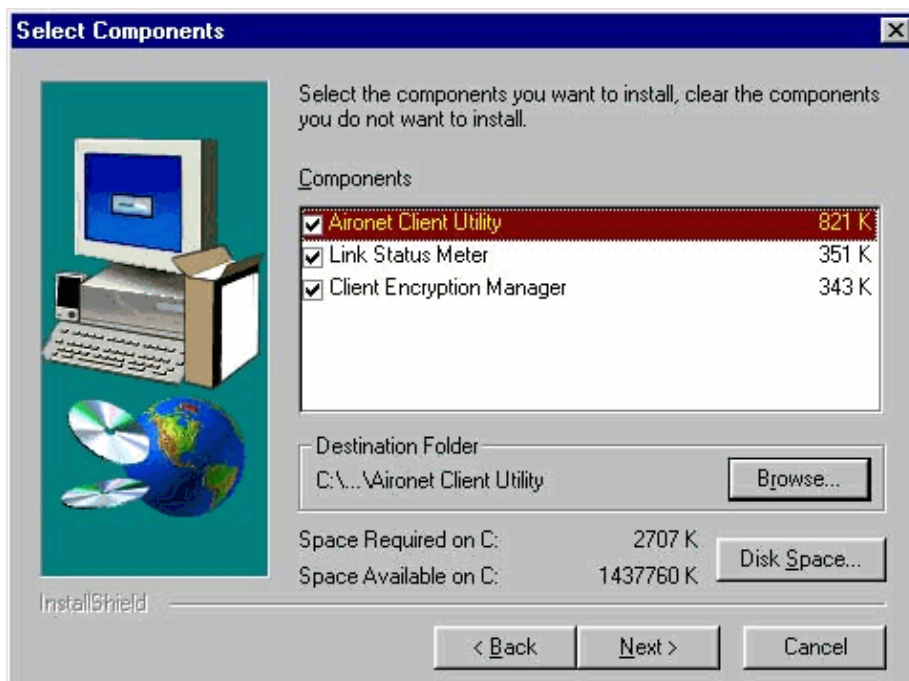 Select Components
Select the components you want to install, clear the components
you do not want to install.
Components
Aironet Client Utility 821 K
Link Status Meter 351 K
Client Encryption Manager 343 K
Destination Folder
C:\...\Aironet Client Utility Browse...
Space Required on C: 2707 K
Space Available on C: 1437760 K
Disk Space...
InstallShield
< Back Next > Cancel